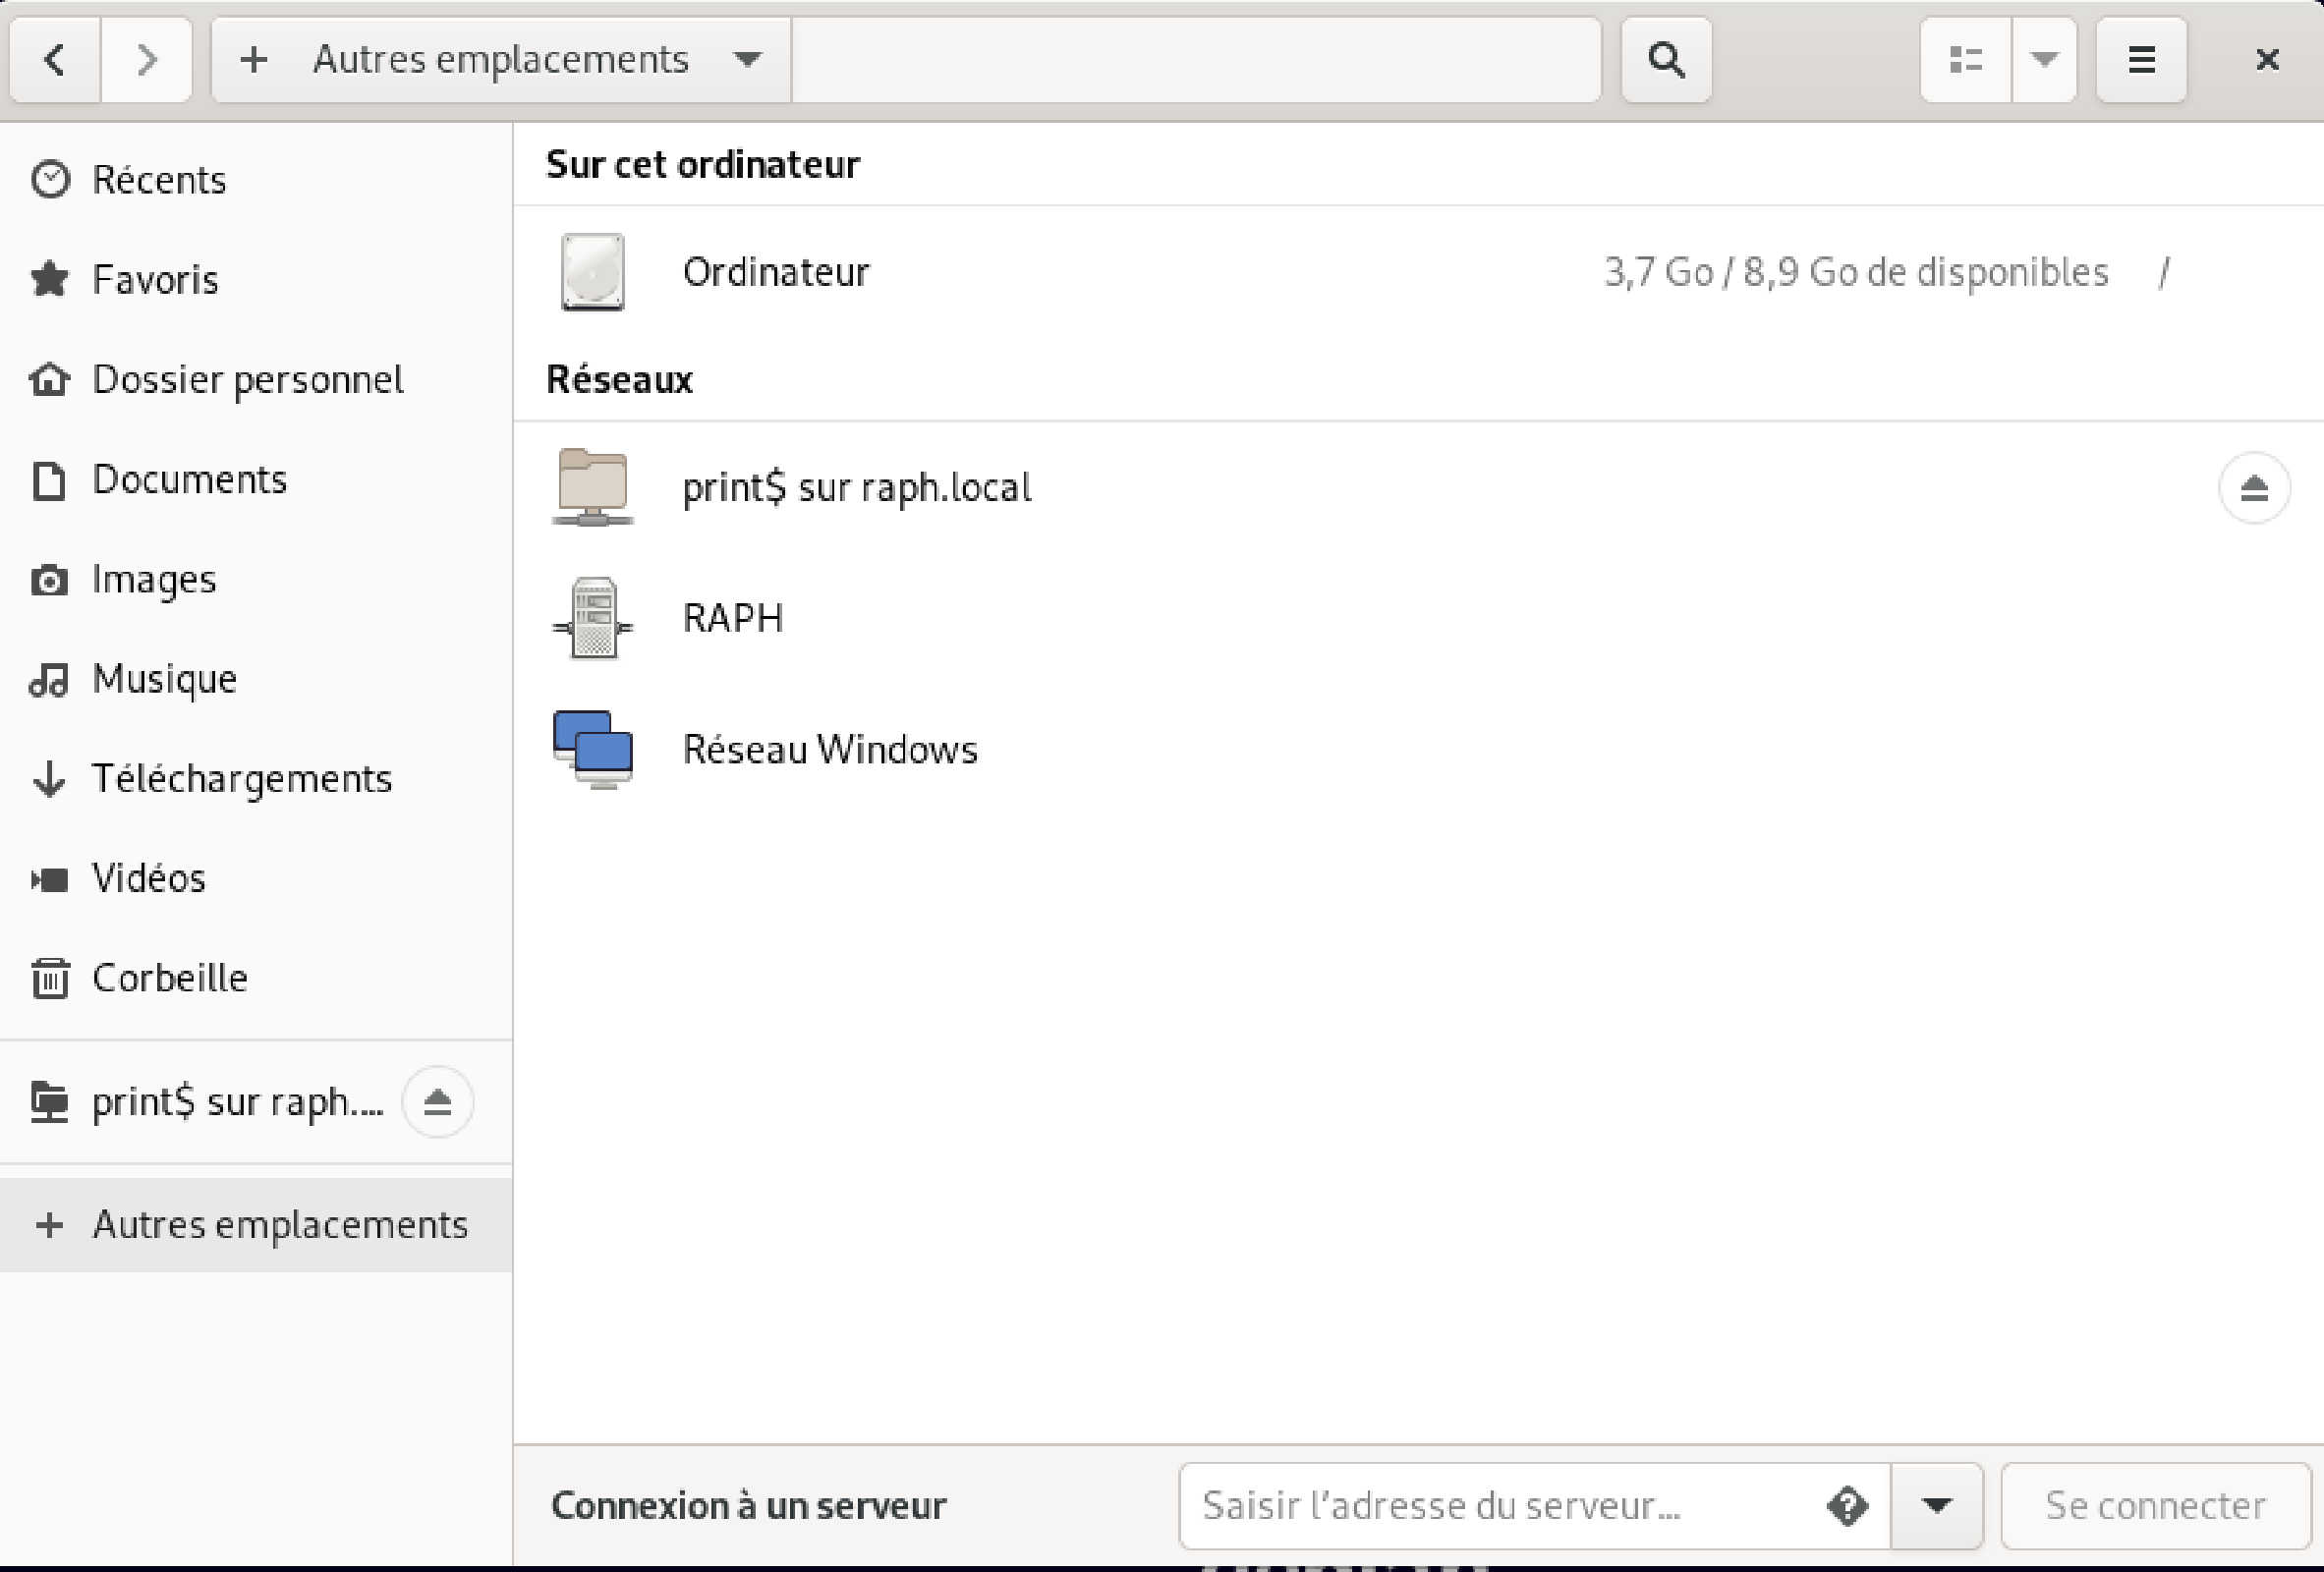 Autres emplacements
Récents
Favoris
Dossier personnel
Documents
Images
Musique
Téléchargements
Vidéos
Corbeille
print$ sur raph....
Autres emplacements
Sur cet ordinateur
Ordinateur 3,7 Go / 8,9 Go de disponibles /
Réseaux
print$ sur raph.local
RAPH
Réseau Windows
Connexion à un serveur Saisir l'adresse du serveur... Se connecter